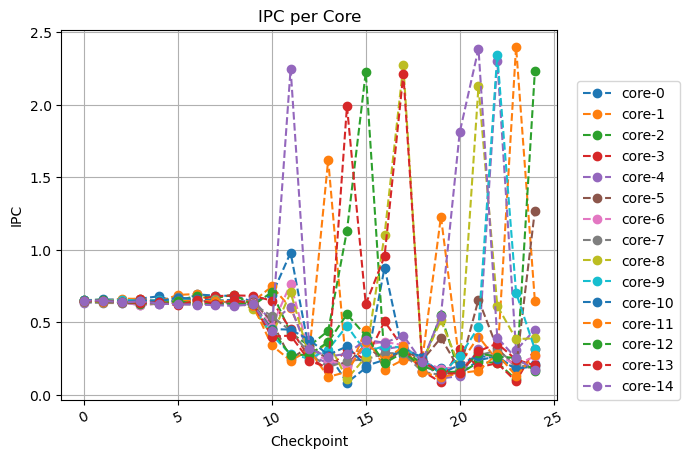 IPC per Core
2.5
2.0
1.5
1.0
0.5
0.0
IPC
0
5
10
15
20
25
Checkpoint
core-0
core-1
core-2
core-3
core-4
core-5
core-6
core-7
core-8
core-9
core-10
core-11
core-12
core-13
core-14